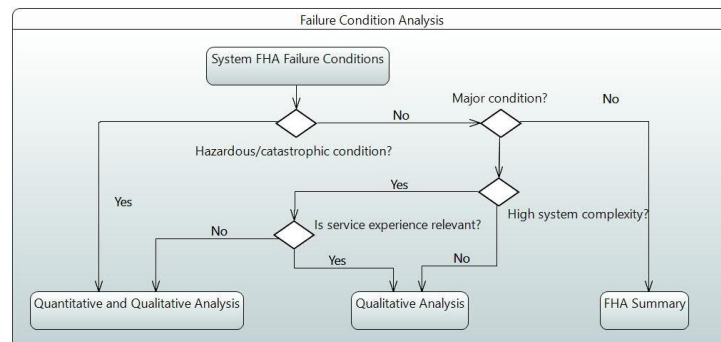 Failure Condition Analysis
System FHA Failure Conditions
Major condition?
No
No
Hazardous/catastrophic condition?
Yes
Yes
High system complexity?
Is service experience relevant?
No
Yes
No
Quantitative and Qualitative Analysis
Qualitative Analysis
FHA Summary